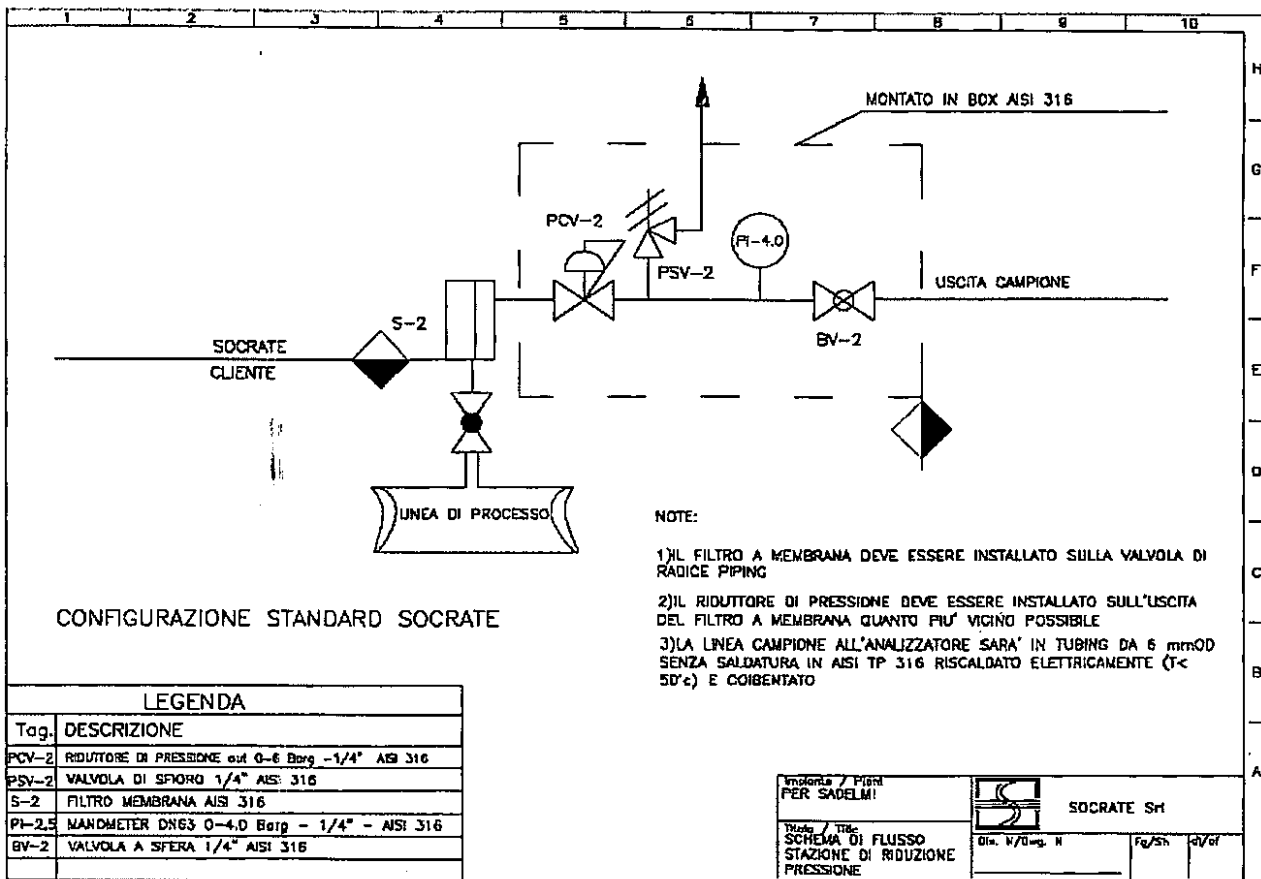 1 2 3 4 5 6 7 8 9 10
H
G
F
E
D
C
B
A
MONTATO IN BOX AISI 316
PCV-2
PSV-2
PI-4.0
USCITA CAMPIONE
BV-2
S-2
SOCRATE
CLIENTE
LINEA DI PROCESSO
CONFIGURAZIONE STANDARD SOCRATE
NOTE:
1)IL FILTRO A MEMBRANA DEVE ESSERE INSTALLATO SULLA VALVOLA DI
RADICE PIPING
2)IL RIDUTTORE DI PRESSIONE DEVE ESSERE INSTALLATO SULL'USCITA
DEL FILTRO A MEMBRANA QUANTO PIU' VICINO POSSIBILE
3)LA LINEA CAMPIONE ALL'ANALIZZATORE SARA' IN TUBING DA 6 mmOD
SENZA SALDATURA IN AISI TP 316 RISCALDATO ELETTRICAMENTE (T<
50'c) E COIBENTATO
LEGENDA
Tag. DESCRIZIONE
PCV-2 RIDUTTORE DI PRESSIONE out 0-6 Barg -1/4" AISI 316
PSV-2 VALVOLA DI SFIORO 1/4" AISI 316
S-2 FILTRO MEMBRANA AISI 316
PI-2,5 MANOMETER DN63 0-4,0 Barg - 1/4" - AISI 316
BV-2 VALVOLA A SFERA 1/4" AISI 316
Impianto / Plant
PER SADELMI
Titolo / Title
SCHEMA DI FLUSSO
STAZIONE DI RIDUZIONE
PRESSIONE
SOCRATE Srl
Dis. N/Dwg. N
Fg/Sh
di/of